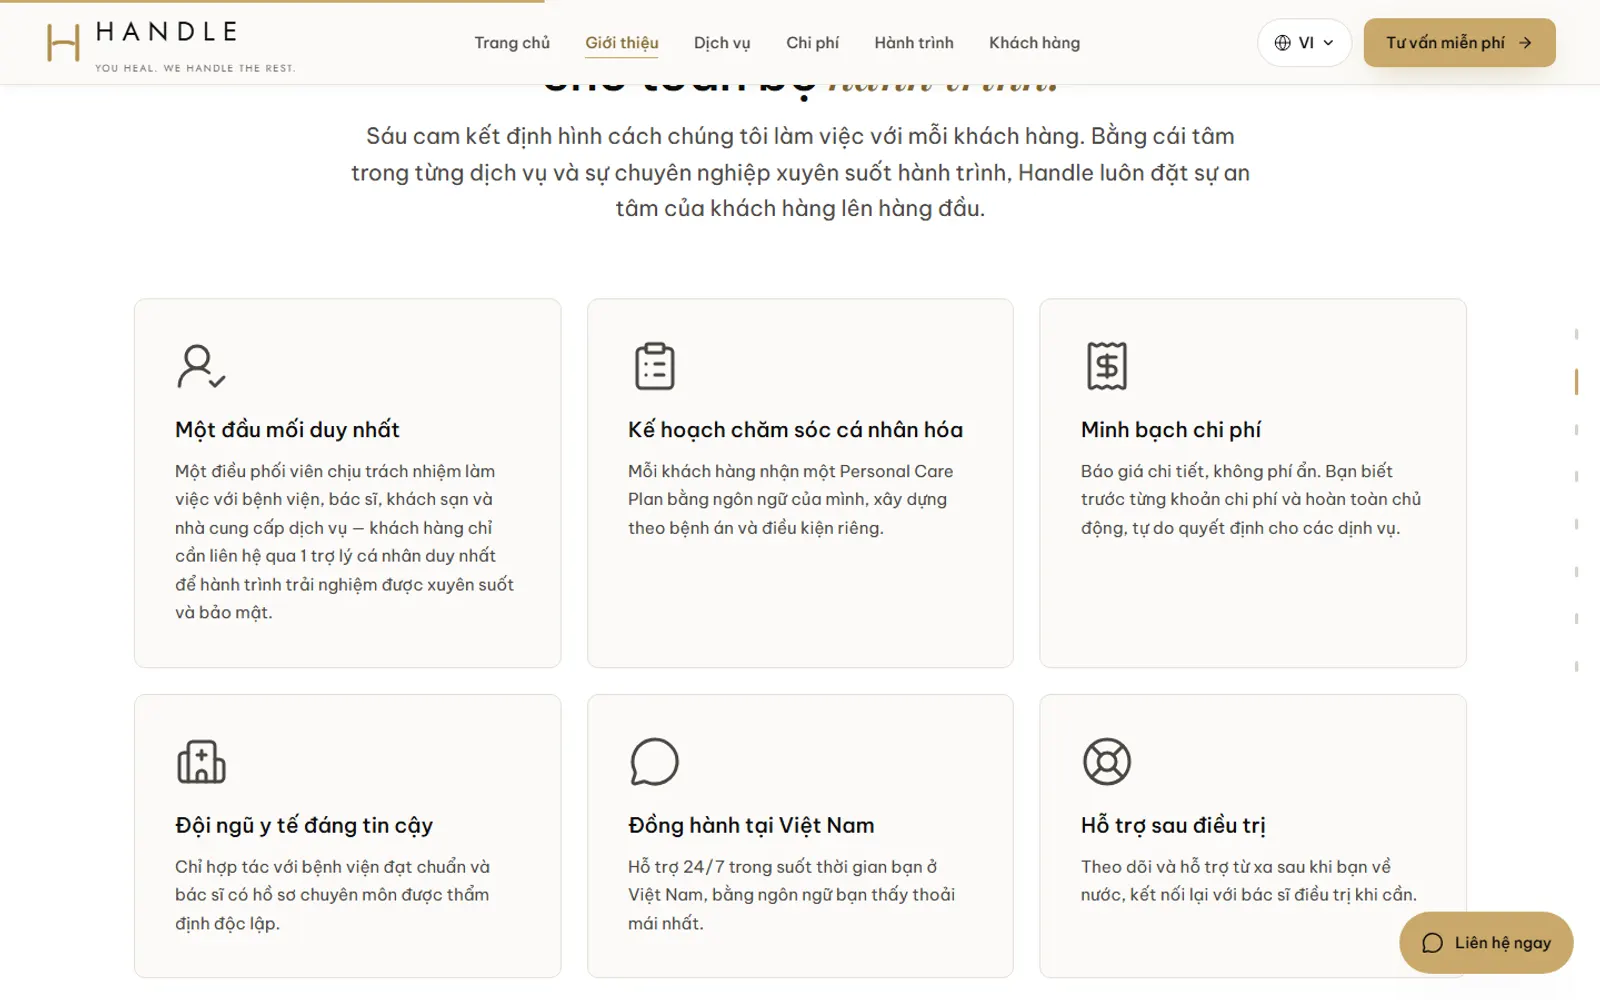 HANDLE
YOU HEAL. WE HANDLE THE REST.
Trang chủ
Giới thiệu
Dịch vụ
Chi phí
Hành trình
Khách hàng
VI
Tư vấn miễn phí
cho toàn bộ hành trình.
Sáu cam kết định hình cách chúng tôi làm việc với mỗi khách hàng. Bằng cái tâm
trong từng dịch vụ và sự chuyên nghiệp xuyên suốt hành trình, Handle luôn đặt sự an
tâm của khách hàng lên hàng đầu.
Một đầu mối duy nhất
Một điều phối viên chịu trách nhiệm làm
việc với bệnh viện, bác sĩ, khách sạn và
nhà cung cấp dịch vụ – khách hàng chỉ
cần liên hệ qua 1 trợ lý cá nhân duy nhất
để hành trình trải nghiệm được xuyên suốt
và bảo mật.
Kế hoạch chăm sóc cá nhân hóa
Mỗi khách hàng nhận một Personal Care
Plan bằng ngôn ngữ của mình, xây dựng
theo bệnh án và điều kiện riêng.
Minh bạch chi phí
Báo giá chi tiết, không phí ẩn. Bạn biết
trước từng khoản chi phí và hoàn toàn chủ
động, tự do quyết định cho các dịnh vụ.
Đội ngũ y tế đáng tin cậy
Chỉ hợp tác với bệnh viện đạt chuẩn và
bác sĩ có hồ sơ chuyên môn được thẩm
định độc lập.
Đồng hành tại Việt Nam
Hỗ trợ 24/7 trong suốt thời gian bạn ở
Việt Nam, bằng ngôn ngữ bạn thấy thoải
mái nhất.
Hỗ trợ sau điều trị
Theo dõi và hỗ trợ từ xa sau khi bạn về
nước, kết nối lại với bác sĩ điều trị khi cần.
Liên hệ ngay